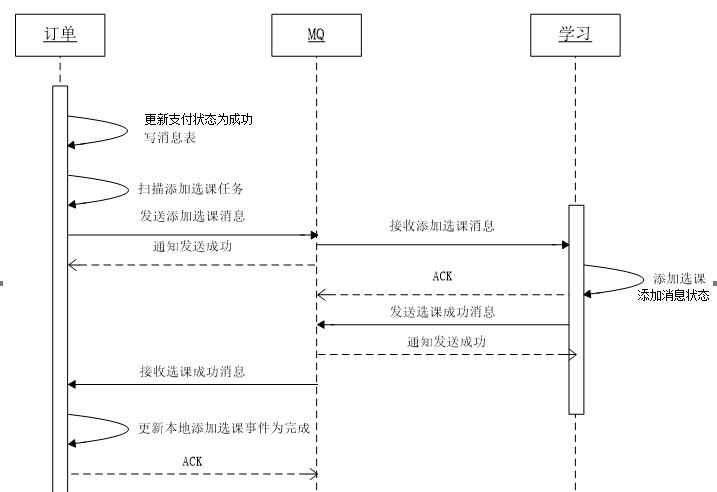 订单
MQ
学习
更新支付状态为成功
写消息表
扫描添加选课任务
发送添加选课消息
接收添加选课消息
通知发送成功
ACK
添加选课
添加消息状态
发送选课成功消息
通知发送成功
接收选课成功消息
更新本地添加选课事件为完成
ACK